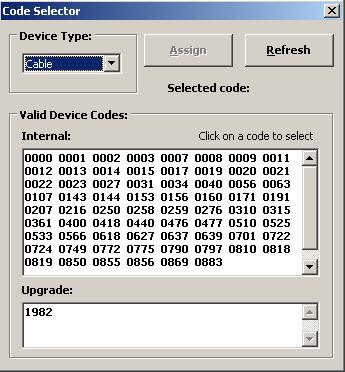 Code Selector
Device Type:
Cable
Assign
Refresh
Selected code:
Valid Device Codes:
Internal:
Click on a code to select
0000 0001 0002 0003 0007 0008 0009 0011
0012 0013 0014 0015 0017 0019 0020 0021
0022 0023 0027 0031 0034 0040 0056 0063
0107 0143 0144 0153 0156 0160 0171 0191
0207 0216 0250 0258 0259 0276 0310 0315
0361 0400 0418 0440 0476 0477 0510 0525
0533 0566 0618 0627 0637 0639 0701 0722
0724 0749 0772 0775 0790 0797 0810 0818
0819 0850 0855 0856 0869 0883
Upgrade:
1982